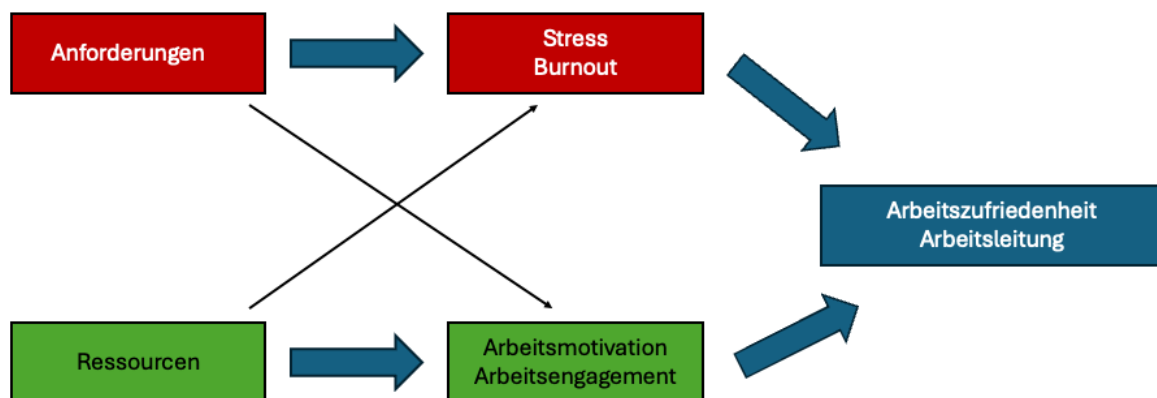 Anforderungen
Stress
Burnout
Arbeitszufriedenheit
Arbeitsleitung
Ressourcen
Arbeitsmotivation
Arbeitsengagement